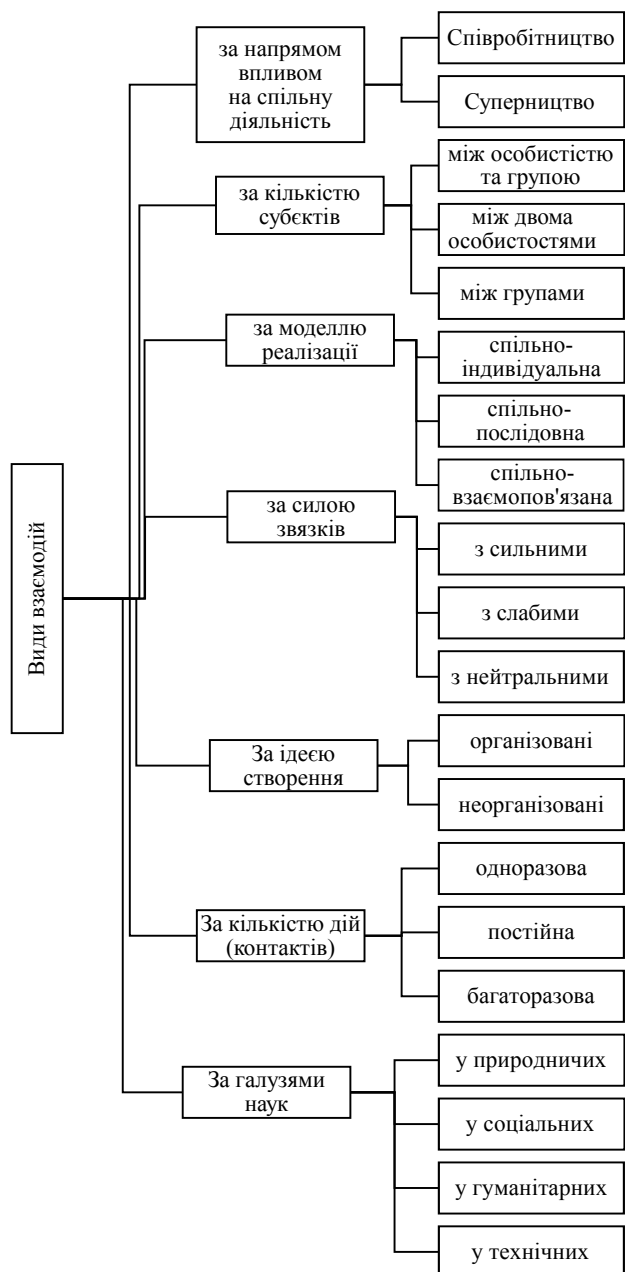 Види взаємодій
за напрямом
впливом
на спільну
діяльність
Співробітництво
Суперництво
за кількістю
субєктів
між особистістю
та групою
між двома
особистостями
між групами
за моделлю
реалізації
спільно-
індивідуальна
спільно-
послідовна
спільно-
взаємопов'язана
за силою
звязків
з сильними
з слабими
з нейтральними
За ідеєю
створення
організовані
неорганізовані
За кількістю дій
(контактів)
одноразова
постійна
багаторазова
За галузями
наук
у природничих
у соціальних
у гуманітарних
у технічних